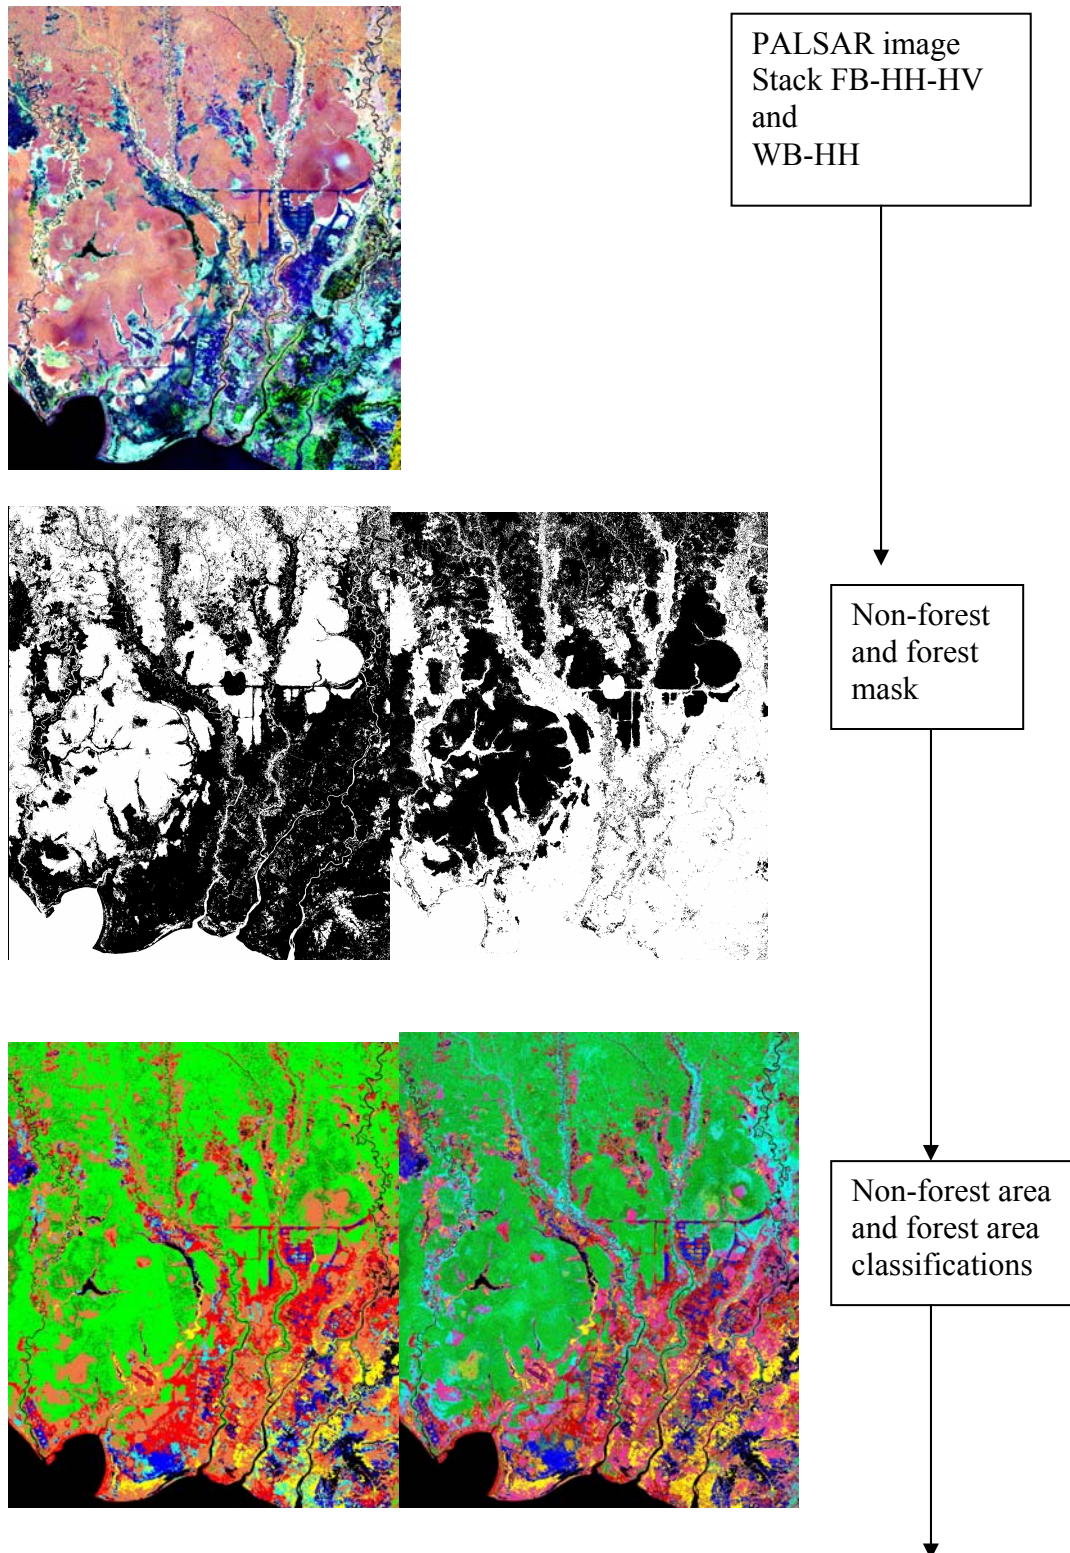 PALSAR image
Stack FB-HH-HV
and
WB-HH
Non-forest
and forest
mask
Non-forest area
and forest area
classifications